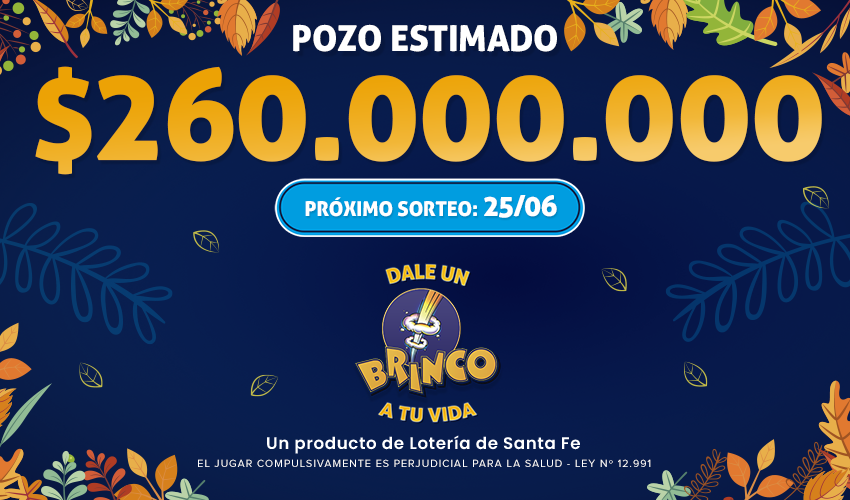 POZO ESTIMADO
$260.000.000
PRÓXIMO SORTEO: 25/06
DALE UN
BRINCO
A TU VIDA
Un producto de Lotería de Santa Fe
EL JUGAR COMPULSIVAMENTE ES PERJUDICIAL PARA LA SALUD - LEY Nº 12.991